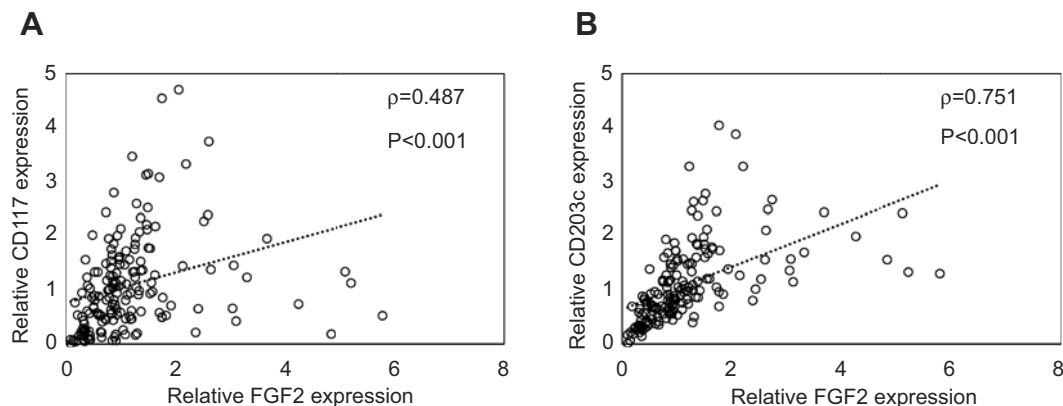 A
Relative CD117 expression
5
4
3
2
1
0
ρ=0.487
P<0.001
0 2 4 6 8
Relative FGF2 expression
B
Relative CD203c expression
5
4
3
2
1
0
ρ=0.751
P<0.001
0 2 4 6 8
Relative FGF2 expression